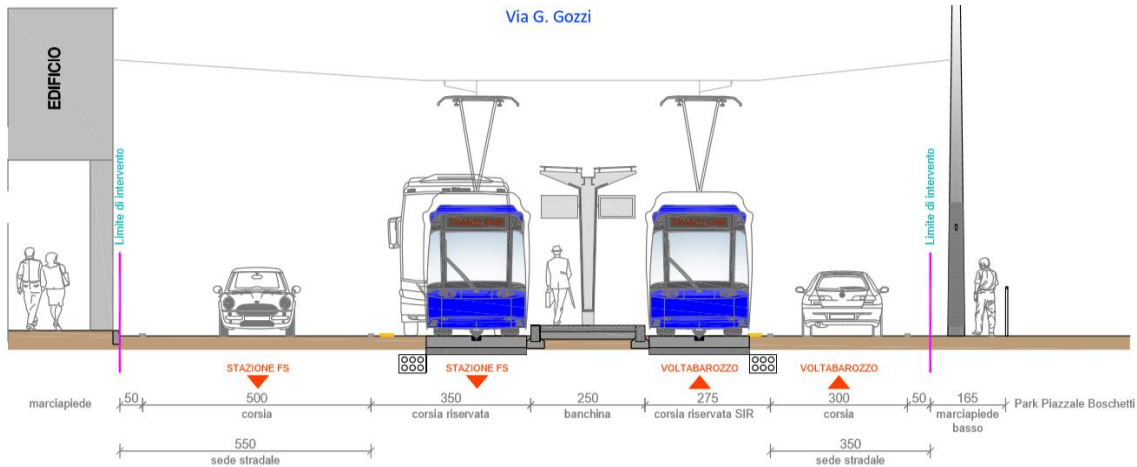 Via G. Gozzi
EDIFICIO
Limite di intervento
Limite di intervento
STAZIONE FS
STAZIONE FS
VOLTABAROZZO
VOLTABAROZZO
marciapiede
50
500
corsia
350
corsia riservata
250
banchina
275
corsia riservata SIR
300
corsia
50
165
marciapiede
basso
Park Piazzale Boschetti
550
sede stradale
350
sede stradale